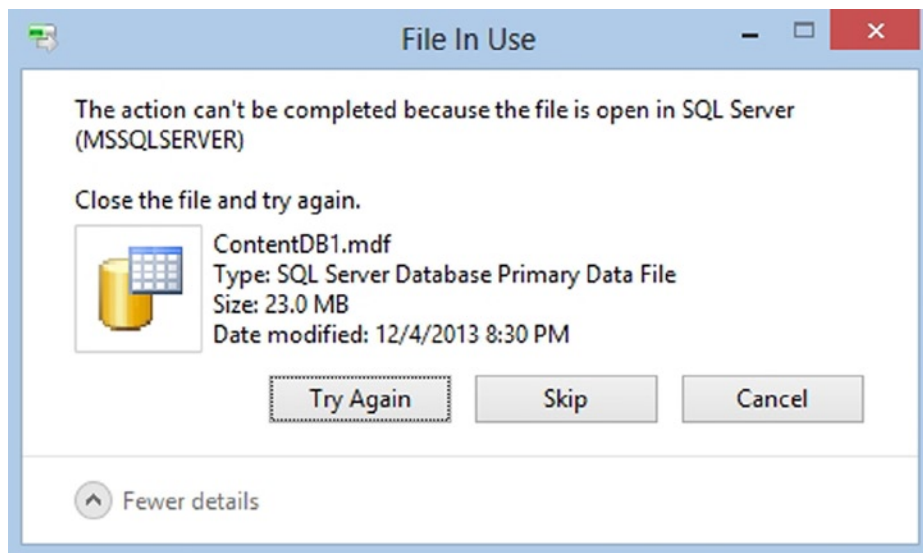 File In Use
The action can't be completed because the file is open in SQL Server
(MSSQLSERVER)
Close the file and try again.
ContentDB1.mdf
Type: SQL Server Database Primary Data File
Size: 23.0 MB
Date modified: 12/4/2013 8:30 PM
Try Again
Skip
Cancel
Fewer details